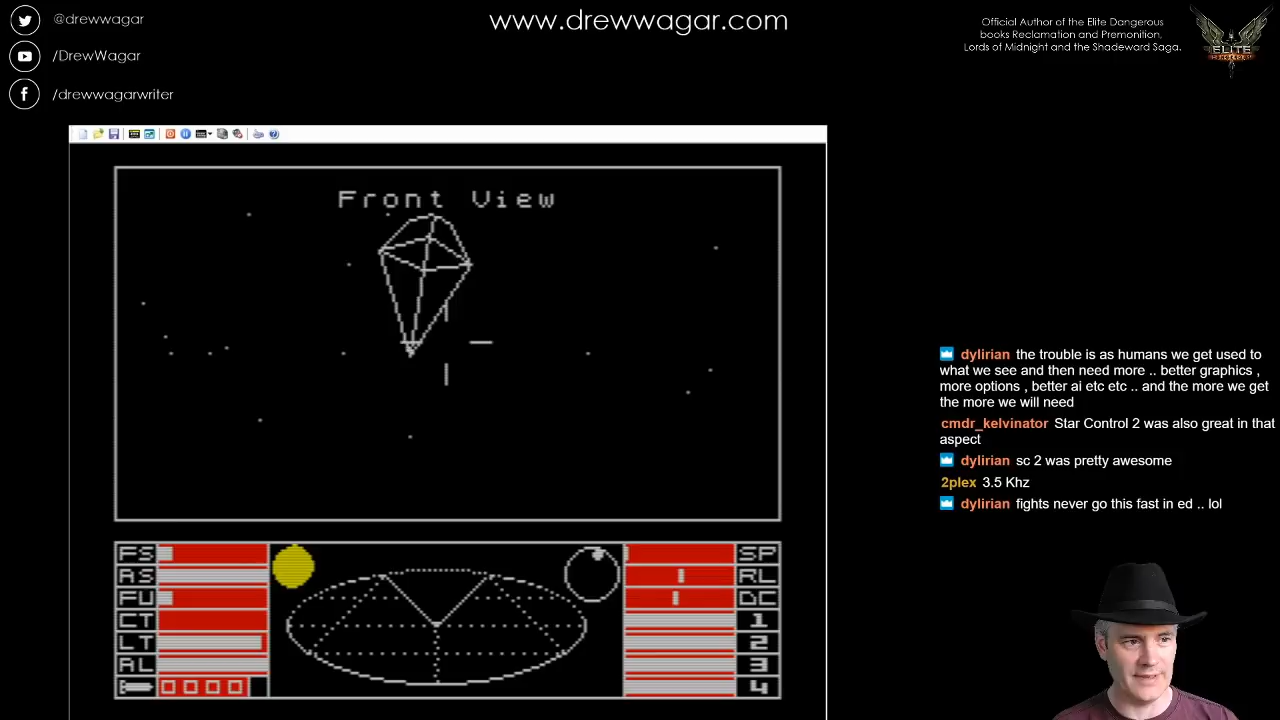 @drewwagar
/DrewWagar
/drewwagarwriter
www.drewwagar.com
Official Author of the Elite Dangerous
books Reclamation and Premonition,
Lords of Midnight and the Shadeward Saga.
ELITE
DANGEROUS
Front View
FS
AS
FU
CT
LT
AL
SP
RL
DC
1
2
3
4
dylirian the trouble is as humans we get used to
what we see and then need more .. better graphics ,
more options , better ai etc etc .. and the more we get
the more we will need
cmdr_kelvinator Star Control 2 was also great in that
aspect
dylirian sc 2 was pretty awesome
2plex 3.5 Khz
dylirian fights never go this fast in ed .. lol